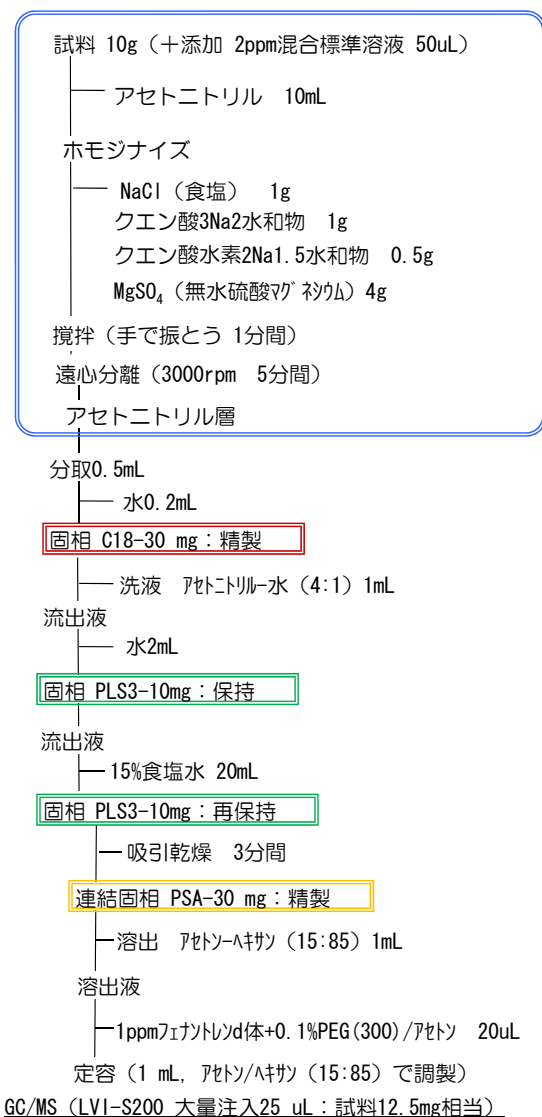 試料 10g（＋添加 2ppm混合標準溶液 50uL）
アセトニトリル 10mL
ホモジナイズ
NaCl（食塩） 1g
クエン酸3Na2水和物 1g
クエン酸水素2Na1.5水和物 0.5g
MgSO₄（無水硫酸ﾏｸﾞﾈｼｳﾑ）4g
撹拌（手で振とう 1分間）
遠心分離（3000rpm 5分間）
アセトニトリル層
分取0.5mL
水0.2mL
固相 C18-30 mg：精製
洗液 ｱｾﾄﾆﾄﾘﾙｰ水（4:1）1mL
流出液
水2mL
固相 PLS3-10mg：保持
流出液
15%食塩水 20mL
固相 PLS3-10mg：再保持
吸引乾燥 3分間
連結固相 PSA-30 mg：精製
溶出 ｱｾﾄﾝｰﾍｷｻﾝ（15:85）1mL
溶出液
1ppmﾌｪﾅﾝﾄﾚﾝd体+0.1%PEG(300)/ｱｾﾄﾝ 20uL
定容（1 mL, ｱｾﾄﾝ/ﾍｷｻﾝ（15:85）で調製）
GC/MS（LVI-S200 大量注入25 uL：試料12.5mg相当）